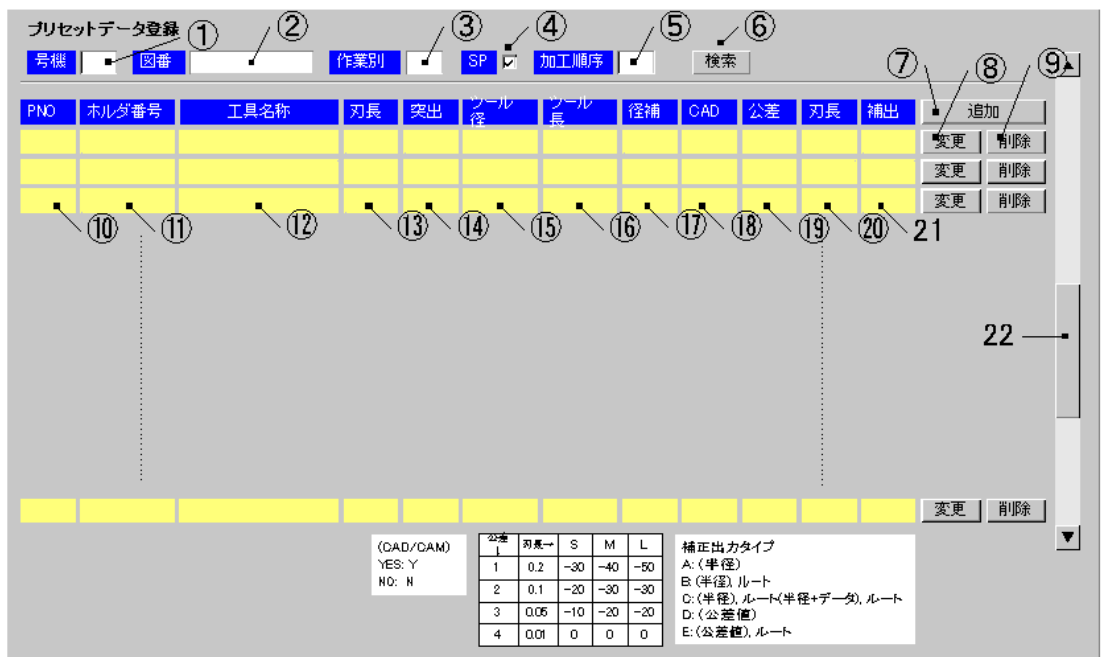 プリセットデータ登録
① ② ③ ④ ⑤ ⑥
号機 図番 作業別 SP 加工順序 検索
⑦ ⑧ ⑨
PNO ホルダ番号 工具名称 刃長 突出 ツール径 ツール長 径補 CAD 公差 刃長 補出 追加
変更 削除
変更 削除
変更 削除
⑩ ⑪ ⑫ ⑬ ⑭ ⑮ ⑯ ⑰ ⑱ ⑲ ⑳ 21
22
変更 削除
(CAD/CAM)
YES: Y
NO: N
公差↓ 刃長→ S M L
1 0.2 -30 -40 -50
2 0.1 -20 -30 -30
3 0.05 -10 -20 -20
4 0.01 0 0 0
補正出力タイプ
A:(半径)
B:(半径), ルート
C:(半径), ルート(半径+データ), ルート
D:(公差値)
E:(公差値), ルート